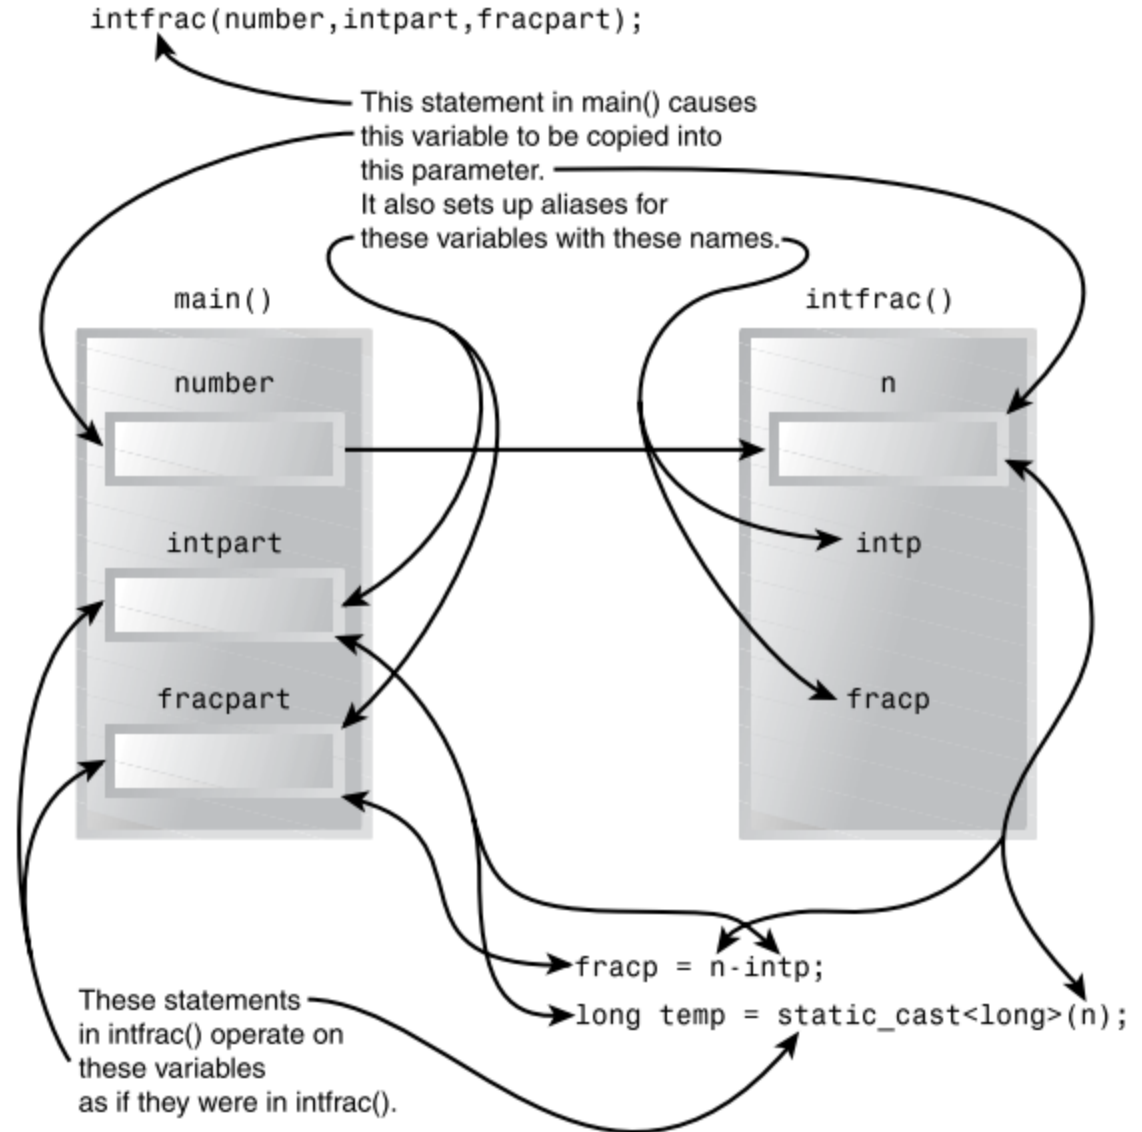 intfrac(number,intpart,fracpart);
This statement in main() causes
this variable to be copied into
this parameter.
It also sets up aliases for
these variables with these names.
main()
intfrac()
number
n
intpart
intp
fracpart
fracp
fracp = n-intp;
long temp = static_cast<long>(n);
These statements
in intfrac() operate on
these variables
as if they were in intfrac().